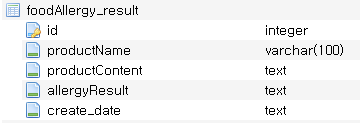 foodAllergy_result
id integer
productName varchar(100)
productContent text
allergyResult text
create_date text